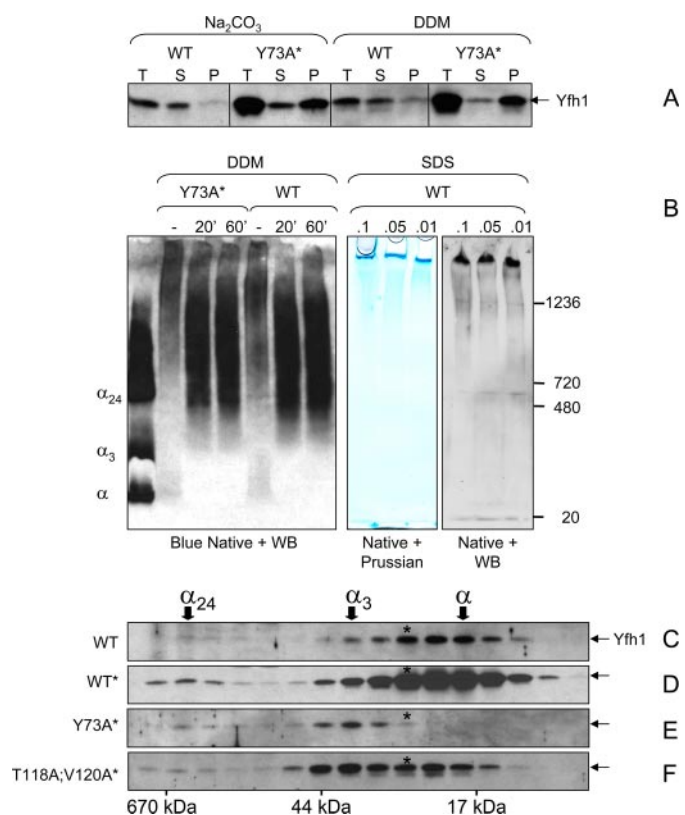 Na₂CO₃ DDM
WT Y73A* WT Y73A*
T S P T S P T S P T S P
Yfh1
A
DDM SDS
Y73A* WT WT
B
- 20' 60' - 20' 60' .1 .05 .01 .1 .05 .01
1236
α₂₄ 720
480
α₃
α
20
Blue Native + WB Native + Prussian Native + WB
α₂₄ α₃ α
WT * Yfh1 C
WT* * D
Y73A* * E
T118A;V120A* * F
670 kDa 44 kDa 17 kDa